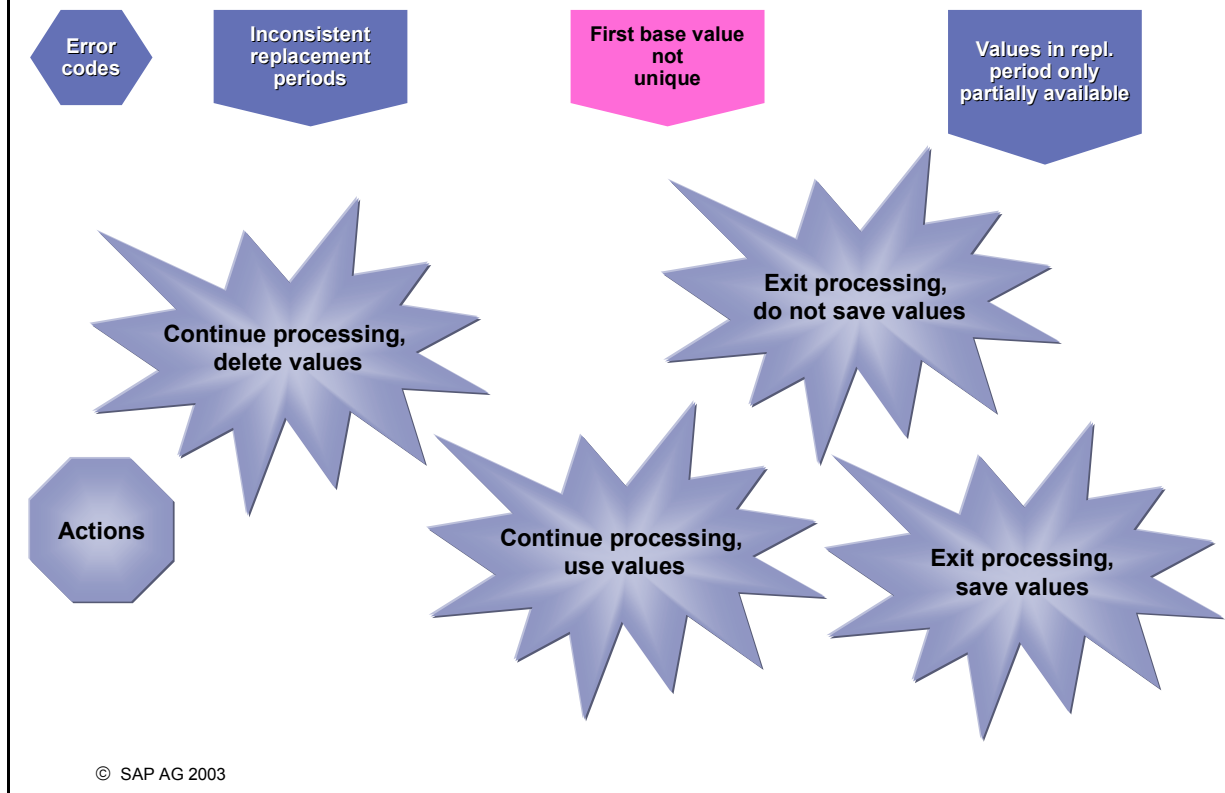 Error
codes
Inconsistent
replacement
periods
First base value
not
unique
Values in repl.
period only
partially available
Exit processing,
do not save values
Continue processing,
delete values
Actions
Continue processing,
use values
Exit processing,
save values
© SAP AG 2003